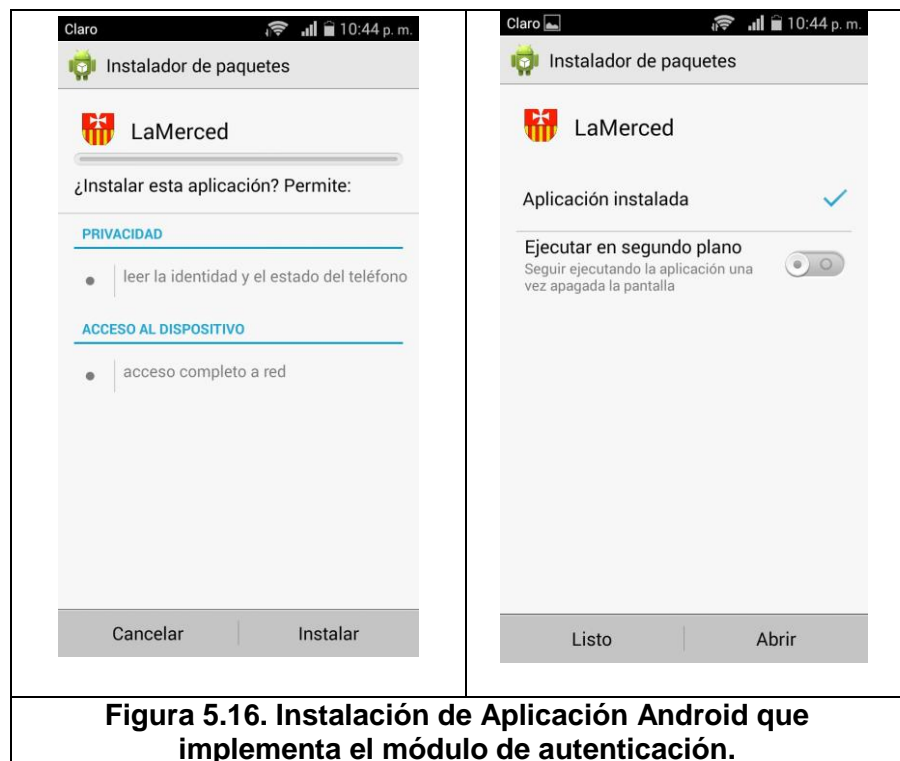 Claro 10:44 p. m.
Instalador de paquetes
LaMerced
¿Instalar esta aplicación? Permite:
PRIVACIDAD
leer la identidad y el estado del teléfono
ACCESO AL DISPOSITIVO
acceso completo a red
Cancelar Instalar
Claro 10:44 p. m.
Instalador de paquetes
LaMerced
Aplicación instalada
Ejecutar en segundo plano
Seguir ejecutando la aplicación una
vez apagada la pantalla
Listo Abrir
Figura 5.16. Instalación de Aplicación Android que
implementa el módulo de autenticación.